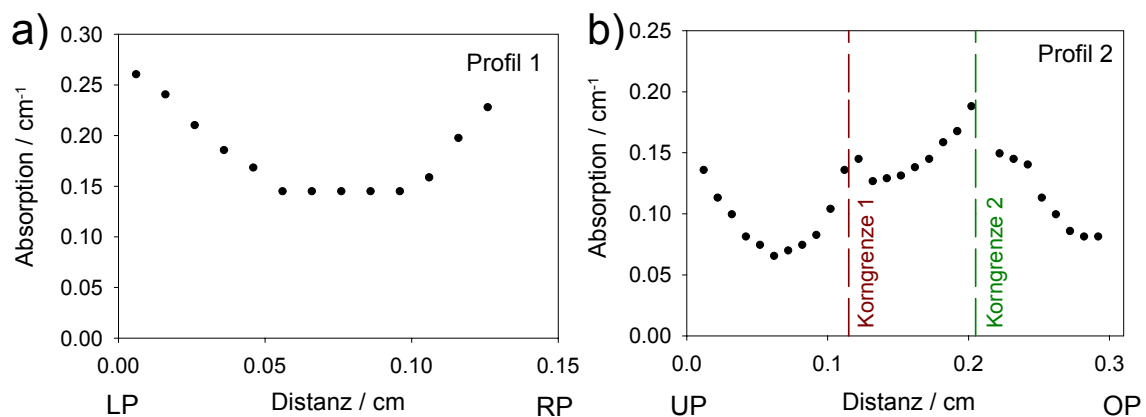 a)
Profil 1
Absorption / cm-1
0.30
0.25
0.20
0.15
0.10
0.05
0.00
0.00 0.05 0.10 0.15
LP Distanz / cm RP
b)
Profil 2
Absorption / cm-1
0.25
0.20
0.15
0.10
0.05
0.00
Korngrenze 1
Korngrenze 2
0.0 0.1 0.2 0.3
UP Distanz / cm OP